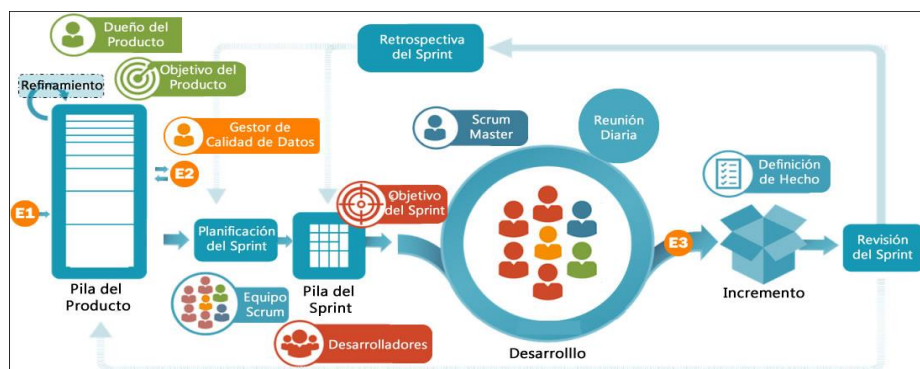 Dueño del
Producto
Objetivo del
Producto
Refinamiento
Retrospectiva
del Sprint
Gestor de
Calidad de Datos
Scrum
Master
Reunión
Diaria
Definición
de Hecho
E1
E2
Objetivo
del Sprint
Planificación
del Sprint
E3
Revisión
del Sprint
Pila del
Producto
Equipo
Scrum
Pila del
Sprint
Desarrolladores
Desarrolllo
Incremento